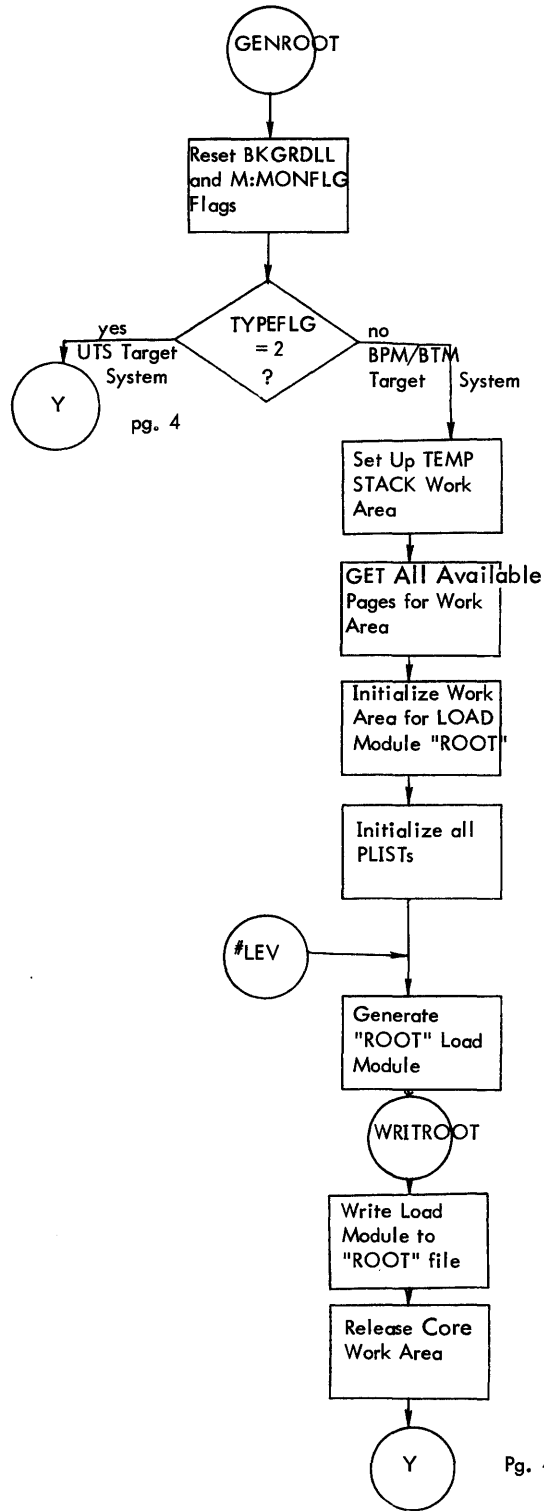 GENROOT
Reset BKGRDLL
and M:MONFLG
Flags
TYPEFLG
= 2
?
yes
UTS Target
System
no
BPM/BTM
Target System
Y
pg. 4
Set Up TEMP
STACK Work
Area
GET All Available
Pages for Work
Area
Initialize Work
Area for LOAD
Module "ROOT"
Initialize all
PLISTs
#LEV
Generate
"ROOT" Load
Module
WRITROOT
Write Load
Module to
"ROOT" file
Release Core
Work Area
Y
Pg.